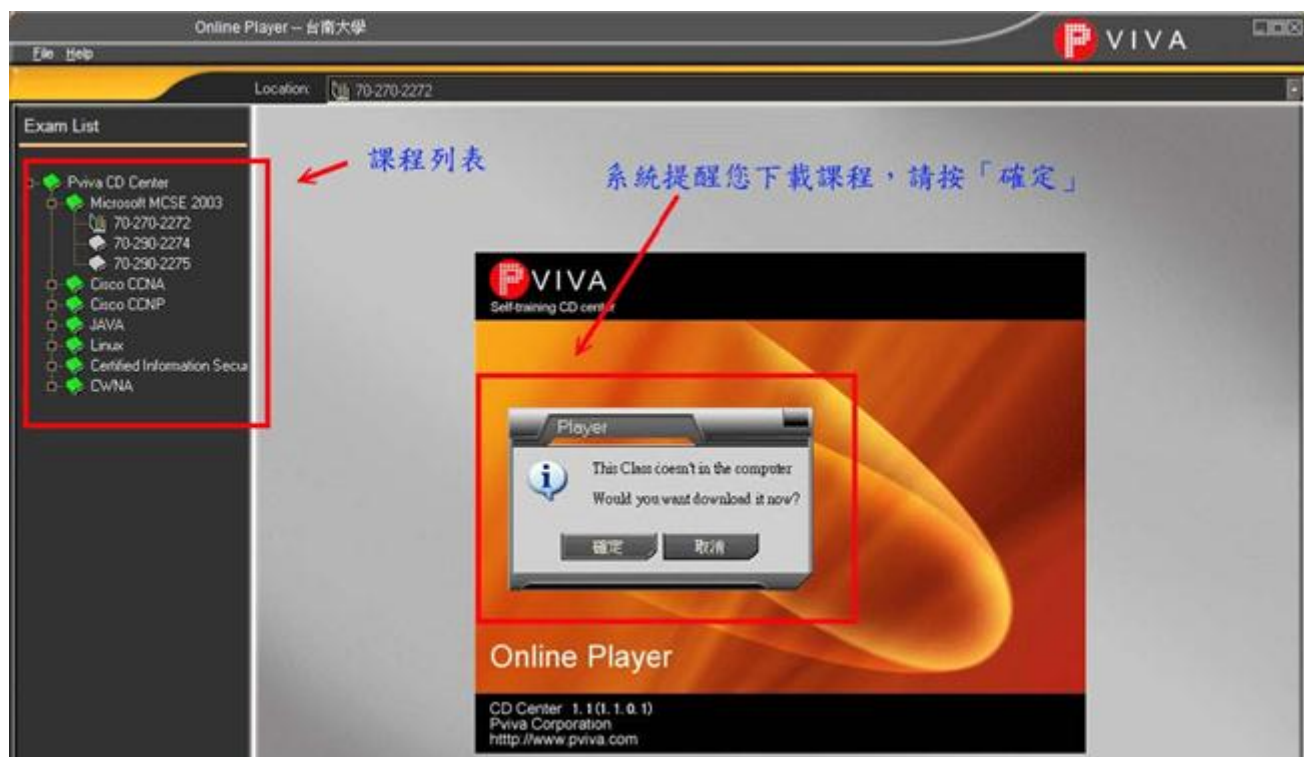 Online Player -- 台南大學
PVIVA
File Help
Location: 70-270-2272
Exam List
課程列表
系統提醒您下載課程，請按「確定」
Pviva CD Center
Microsoft MCSE 2003
70-270-2272
70-290-2274
70-290-2275
Cisco CCNA
Cisco CCNP
JAVA
Linux
Certified Information Secu
CWNA
PVIVA
Self-training CD center
Player
This Class doesn't in the computer
Would you want download it now?
確定 取消
Online Player
CD Center 1.1(1.1.0.1)
Pviva Corporation
htttp://www.pviva.com